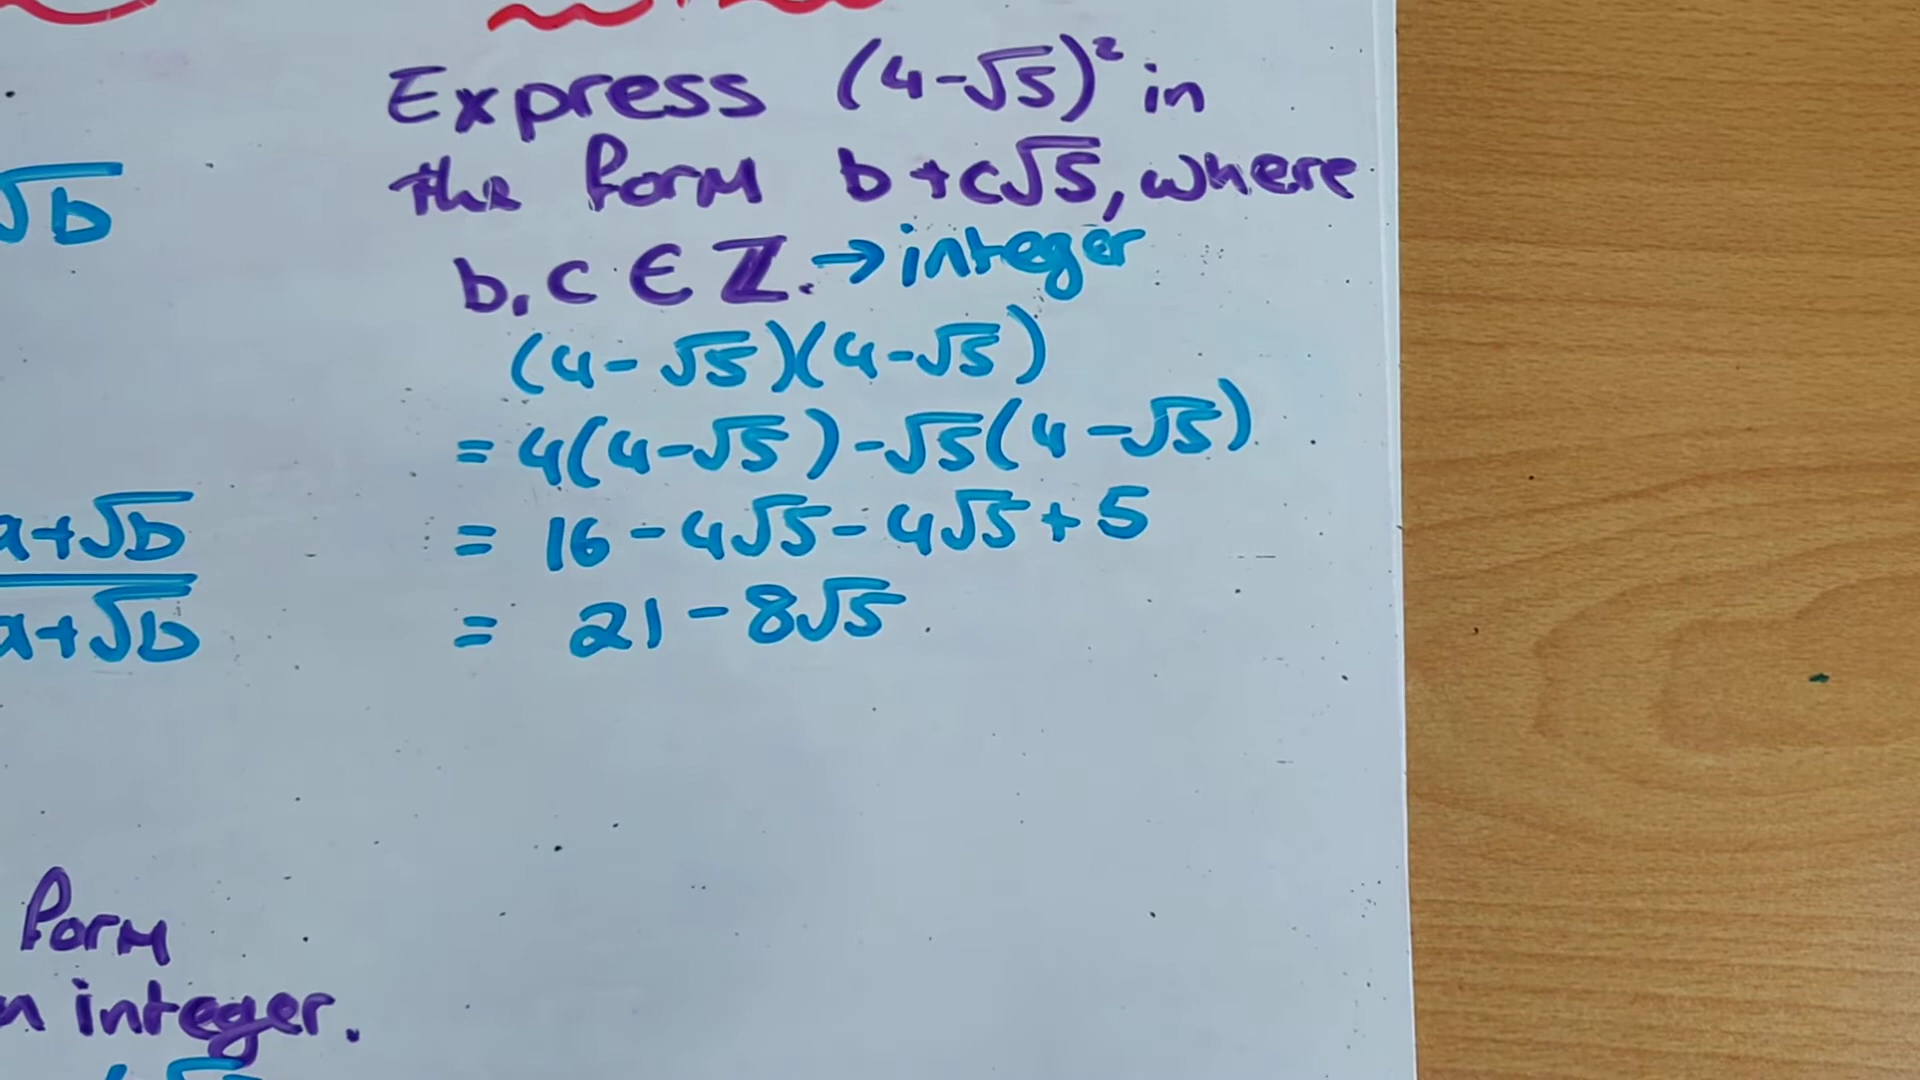 Express (4-√5)² in
the form b+c√5, where
b, c ∈ ℤ. → integer
(4-√5)(4-√5)
= 4(4-√5)-√5(4-√5)
= 16-4√5-4√5+5
= 21-8√5
√b
a+√b
a+√b
form
integer.